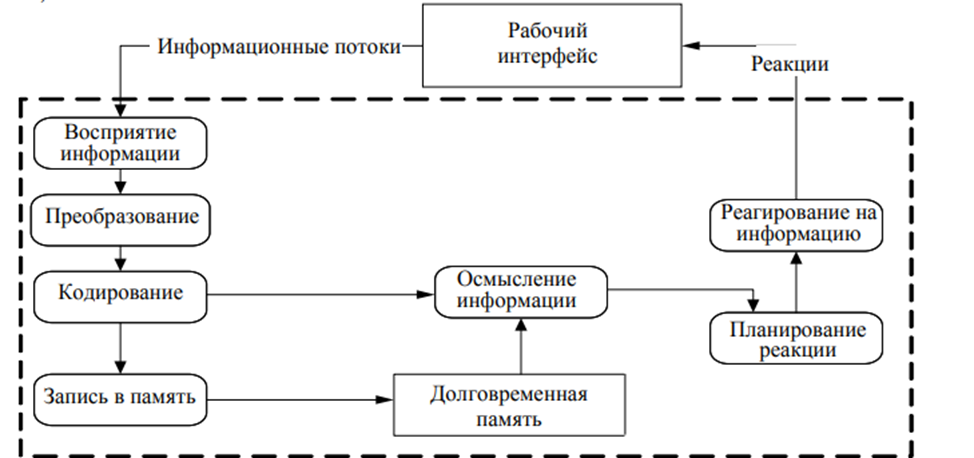 Информационные потоки
Рабочий
интерфейс
Реакции
Восприятие
информации
Преобразование
Кодирование
Запись в память
Осмысление
информации
Долговременная
память
Реагирование на
информацию
Планирование
реакции